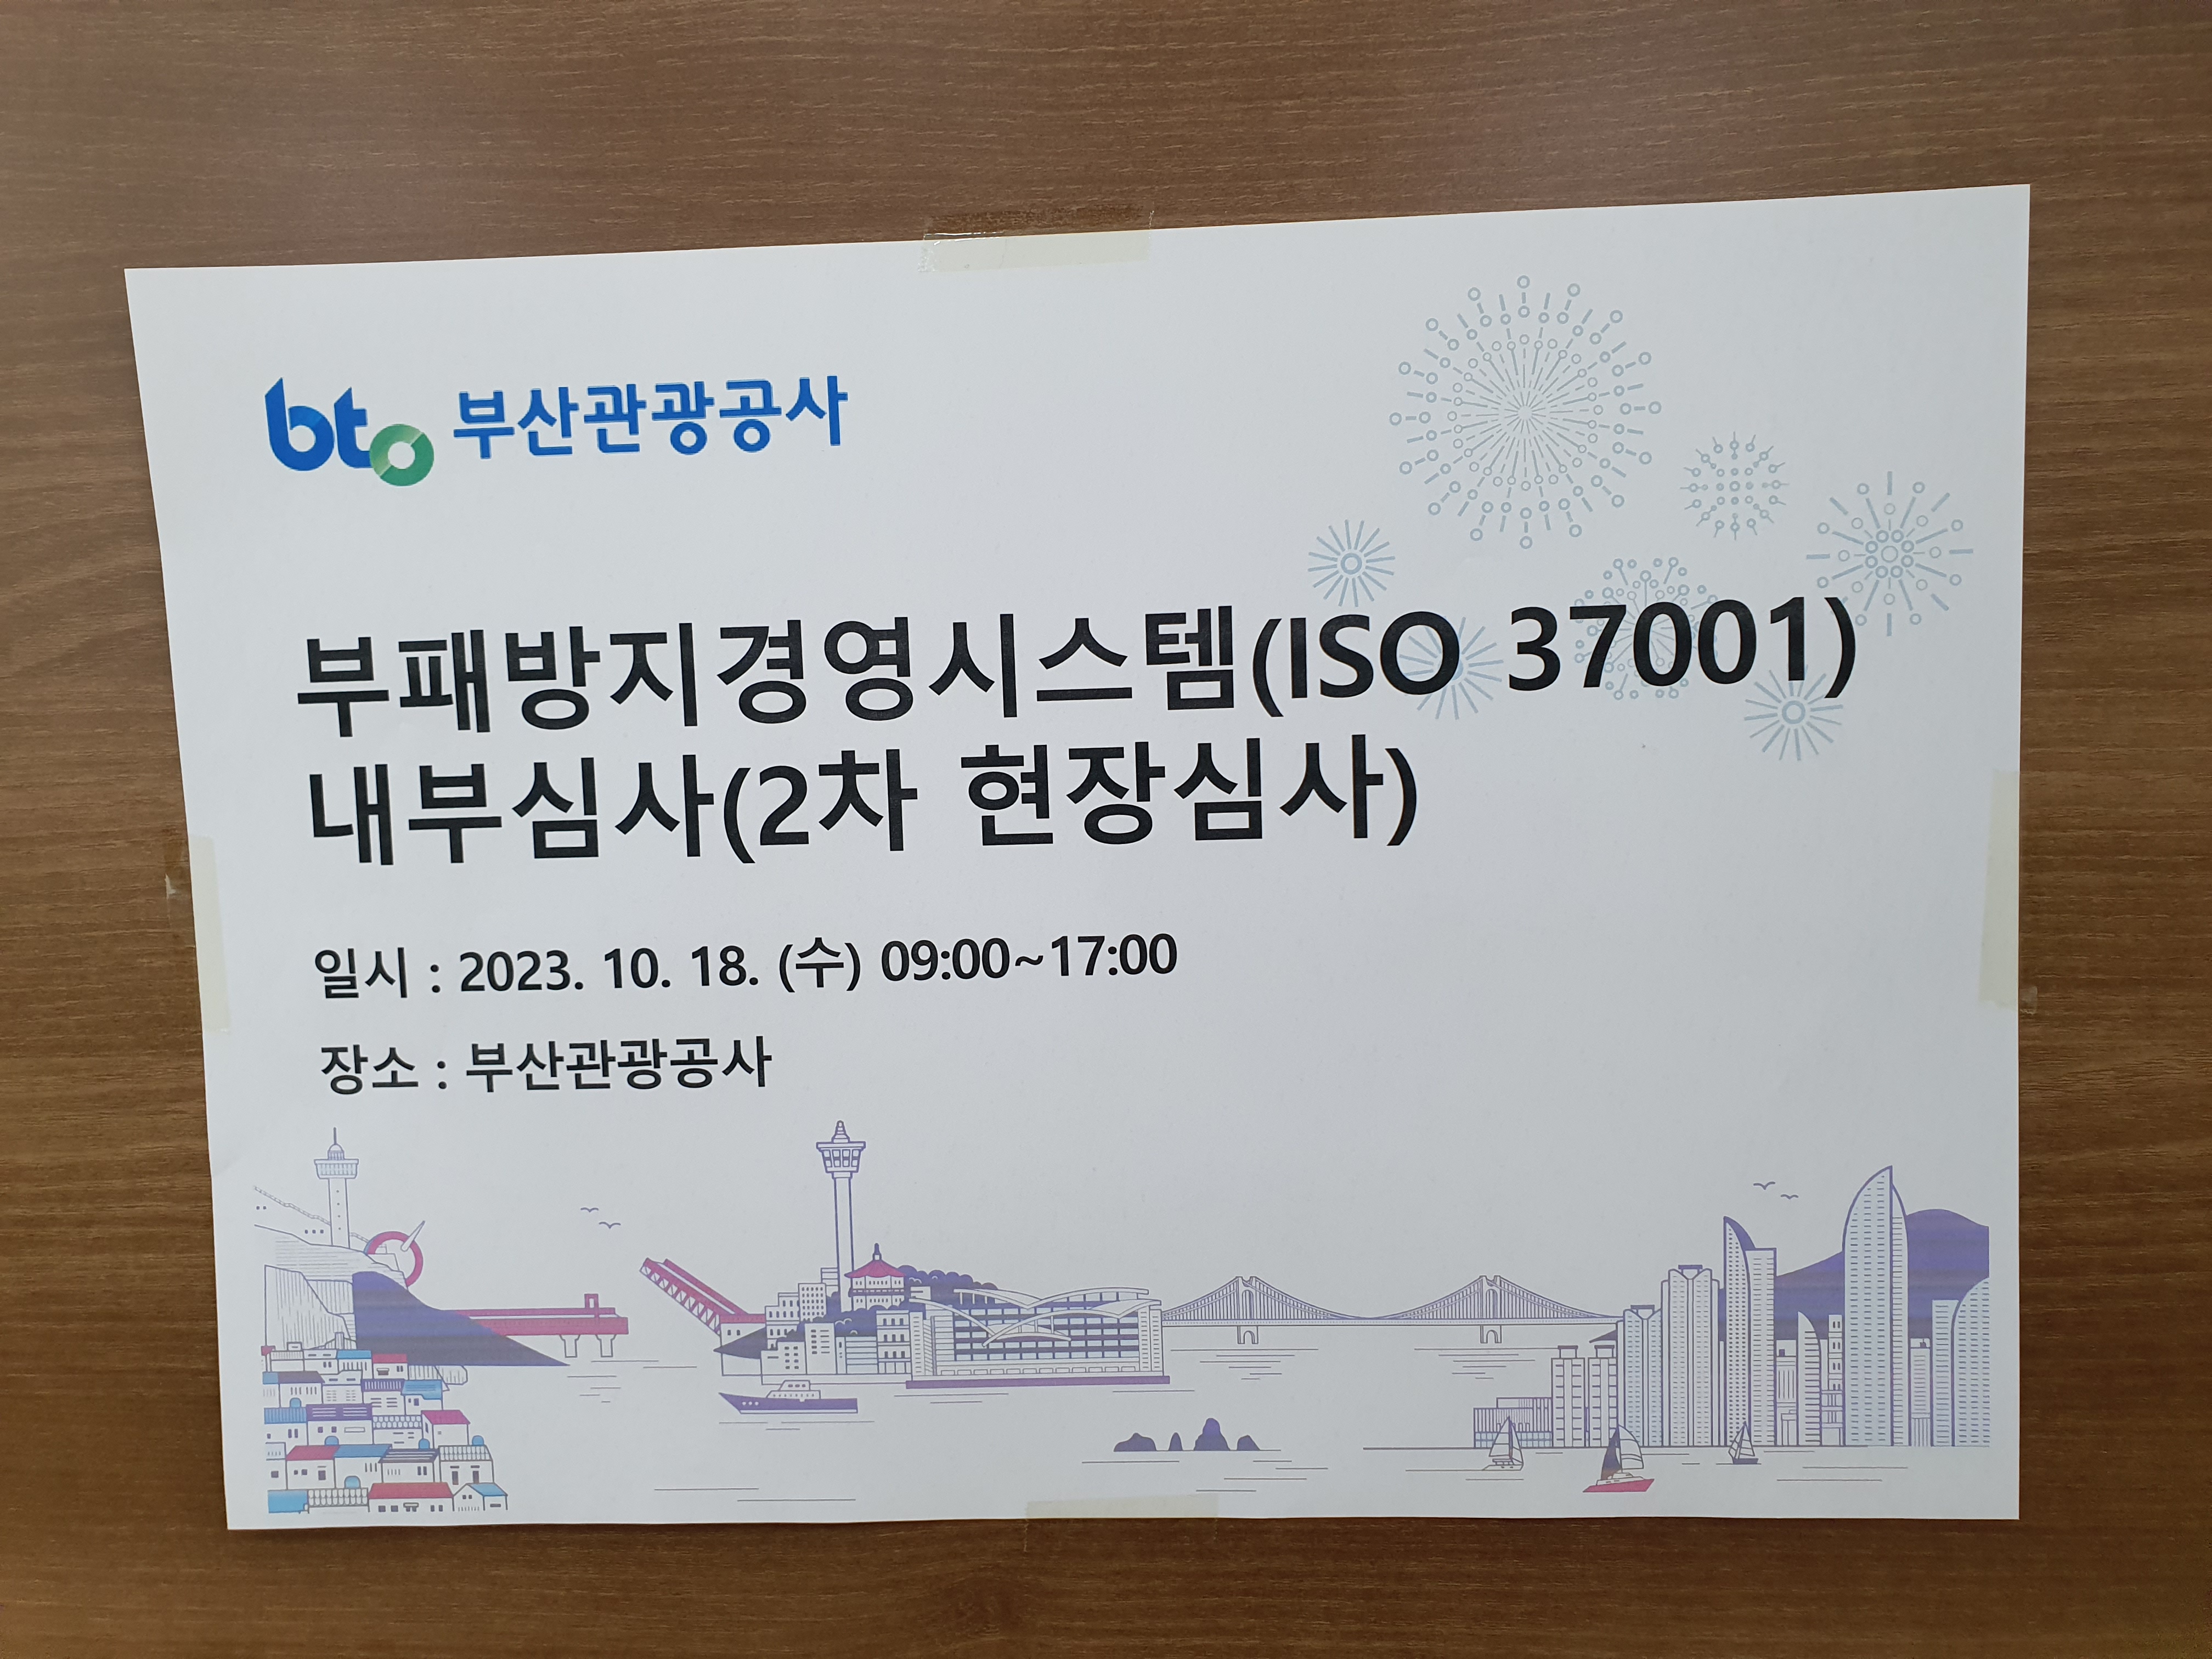 bto 부산관광공사
부패방지경영시스템(ISO 37001)
내부심사(2차 현장심사)
일시 : 2023. 10. 18. (수) 09:00~17:00
장소 : 부산관광공사